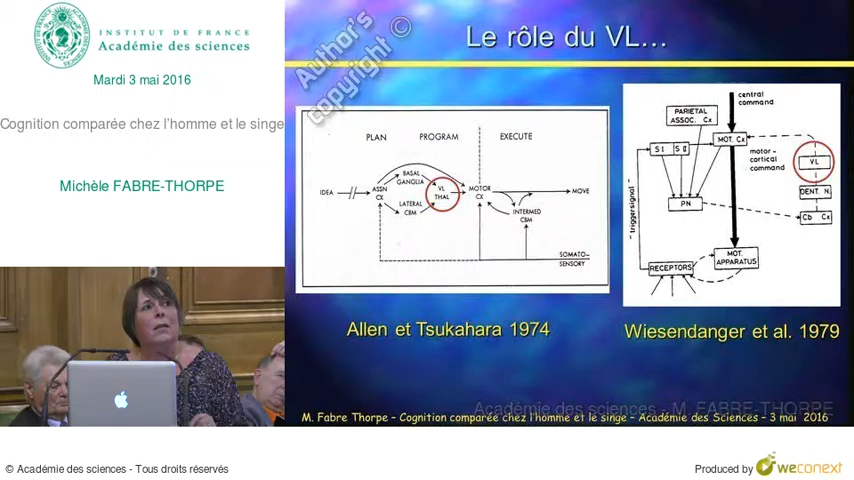 INSTITUT DE FRANCE
Académie des sciences
Mardi 3 mai 2016
Cognition comparée chez l'homme et le singe
Michèle FABRE-THORPE
Author's
copyright ©
Le rôle du VL…
PLAN PROGRAM EXECUTE
IDEA
ASSN
CX
BASAL
GANGLIA
LATERAL
CBM
VL
THAL
MOTOR
CX
MOVE
INTERMED
CBM
SOMATO-
SENSORY
Allen et Tsukahara 1974
central
command
PARIETAL
ASSOC. Cx
MOT. Cx
S I S II
motor-
cortical
command
VL
DENT N.
PN
Cb Cx
"triggersignal"
MOT.
APPARATUS
RECEPTORS
Wiesendanger et al. 1979
Académie des sciences - M. FABRE-THORPE
M. Fabre Thorpe – Cognition comparée chez l'homme et le singe – Académie des Sciences – 3 mai 2016
© Académie des sciences - Tous droits réservés
Produced by weconext